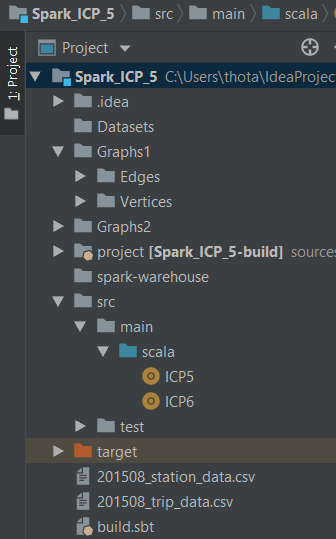 Spark_ICP_5 src main scala
1: Project
Project
Spark_ICP_5 C:\Users\thota\IdeaProject
.idea
Datasets
Graphs1
Edges
Vertices
Graphs2
project [Spark_ICP_5-build] sources
spark-warehouse
src
main
scala
ICP5
ICP6
test
target
201508_station_data.csv
201508_trip_data.csv
build.sbt